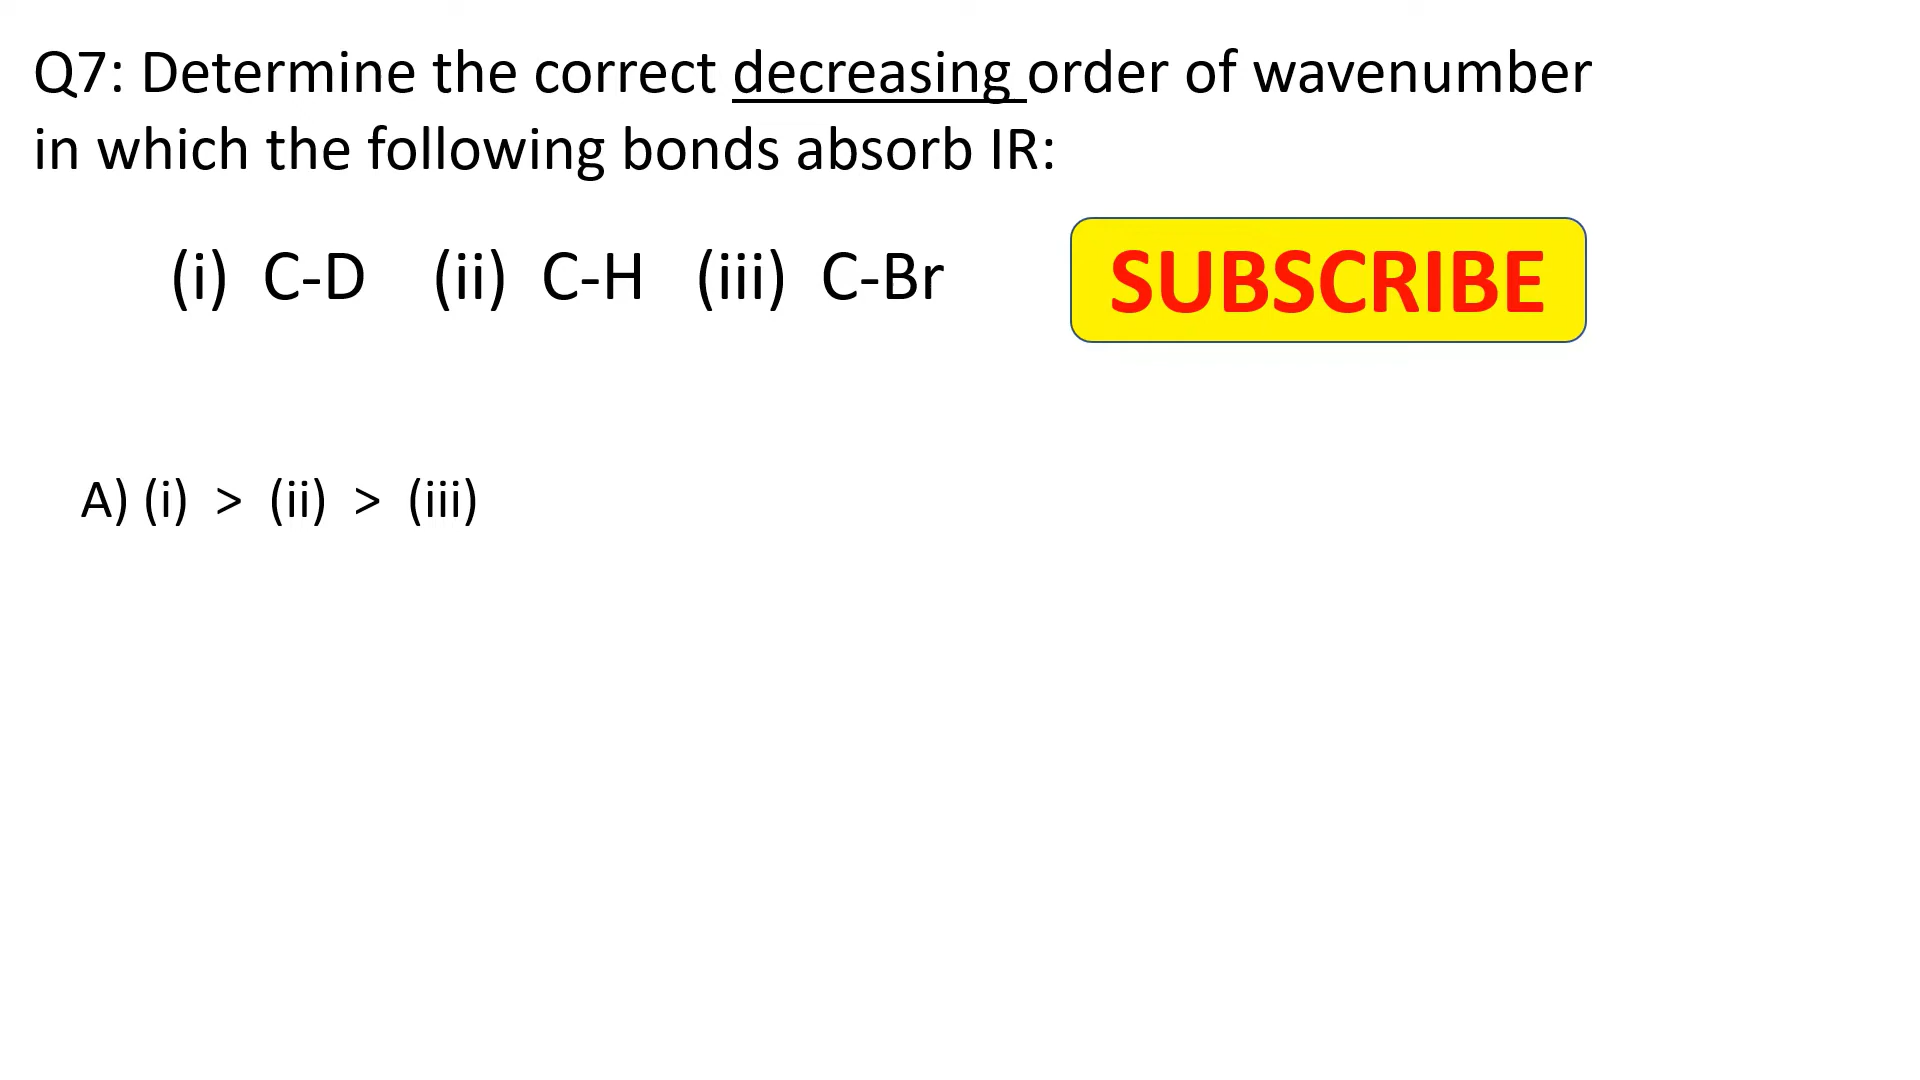 Q7: Determine the correct decreasing order of wavenumber
in which the following bonds absorb IR:
(i) C-D (ii) C-H (iii) C-Br
SUBSCRIBE
A) (i) > (ii) > (iii)